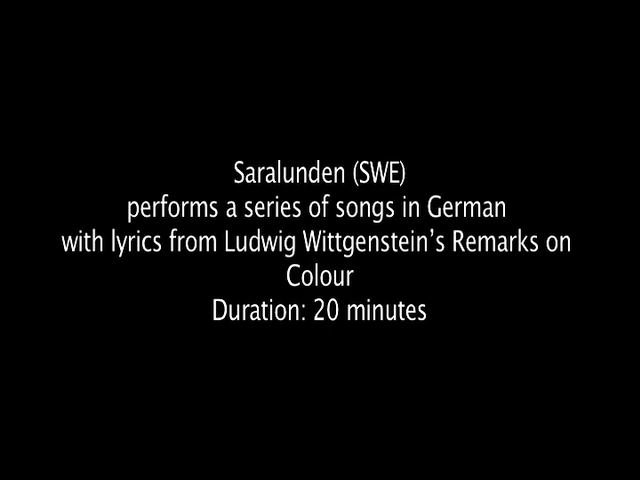 Saralunden (SWE)
performs a series of songs in German
with lyrics from Ludwig Wittgenstein’s Remarks on
Colour
Duration: 20 minutes